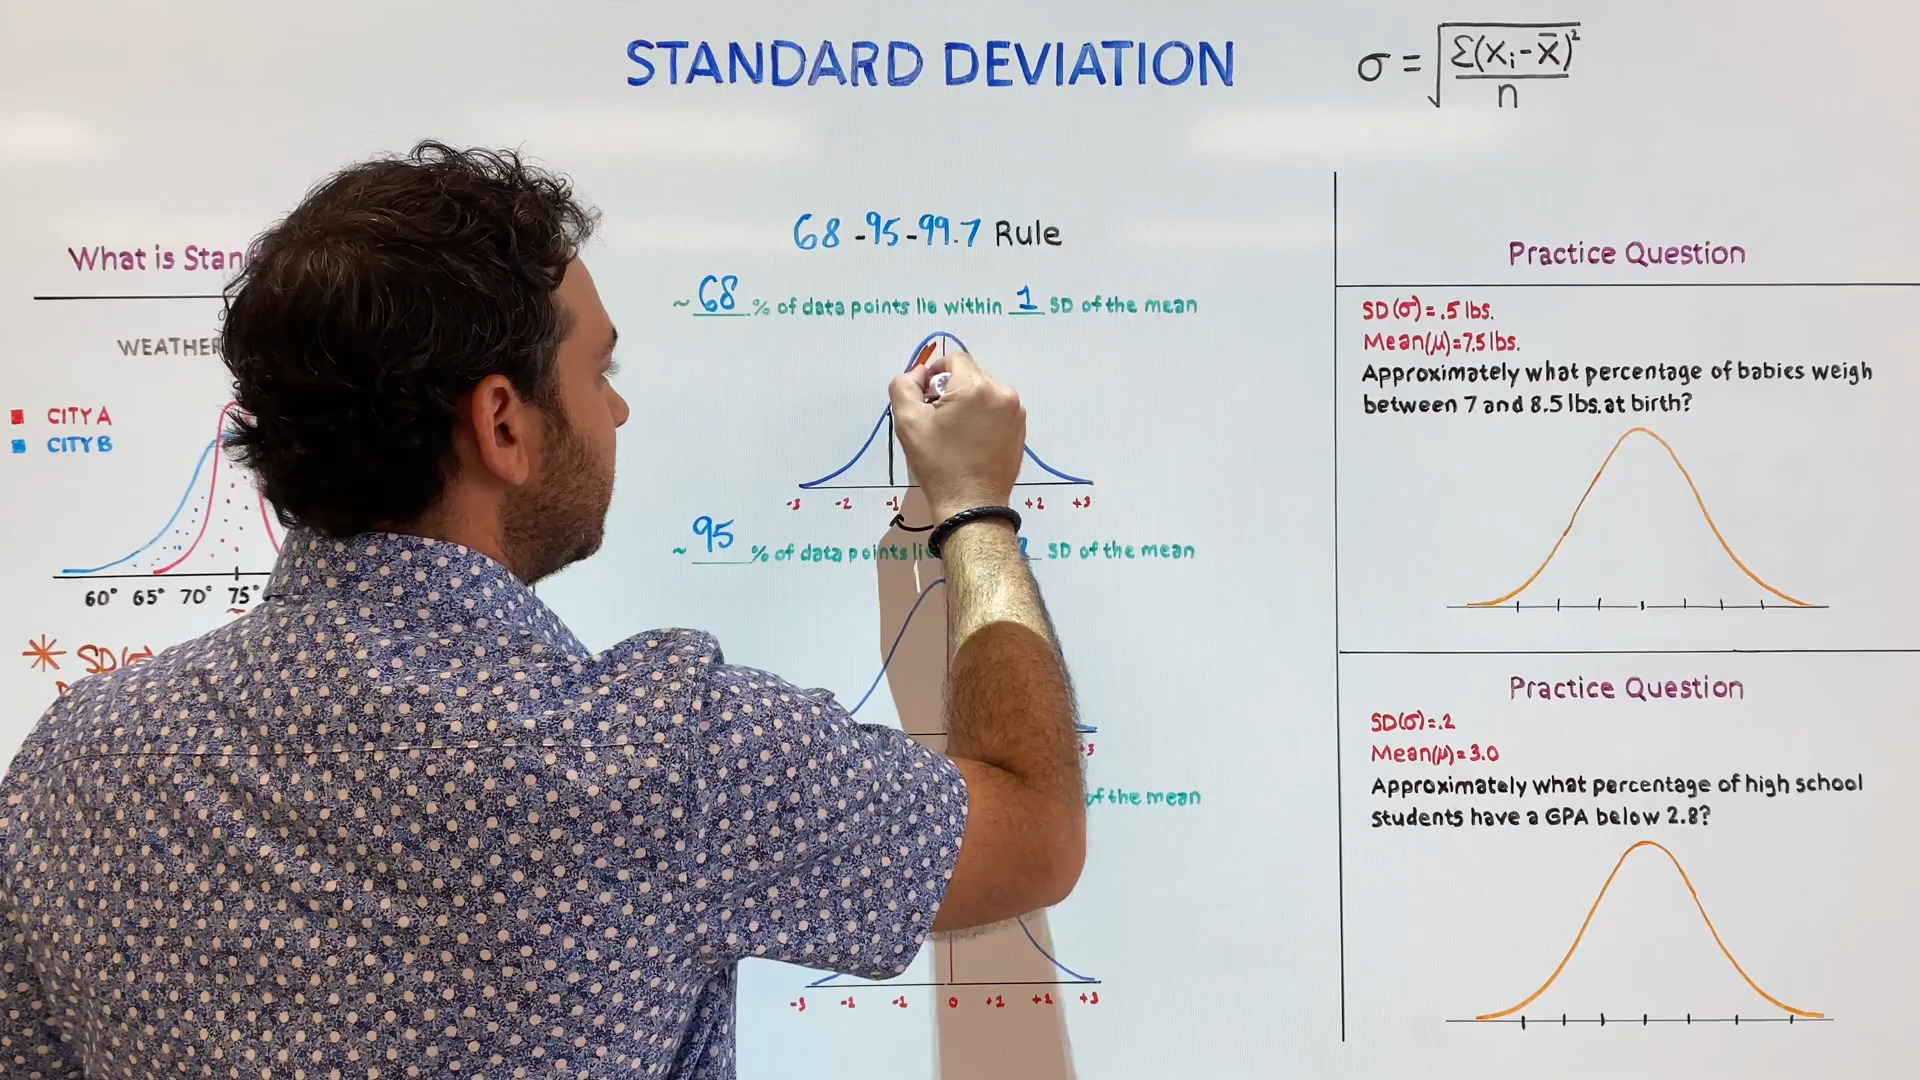 STANDARD DEVIATION
σ = √Σ(xᵢ-x̄)²/n
What is Stan
WEATHER
CITY A
CITY B
60° 65° 70° 75°
SD(σ)
68-95-99.7 Rule
~ 68 % of data points lie within 1 SD of the mean
-3 -2 -1 +2 +3
~ 95 % of data points SD of the mean
+3
of the mean
-3 -2 -1 0 +1 +2 +3
Practice Question
SD(σ)=.5 lbs.
Mean(μ)=7.5 lbs.
Approximately what percentage of babies weigh
between 7 and 8.5 lbs. at birth?
Practice Question
SD(σ)=.2
Mean(μ)=3.0
Approximately what percentage of high school
students have a GPA below 2.8?